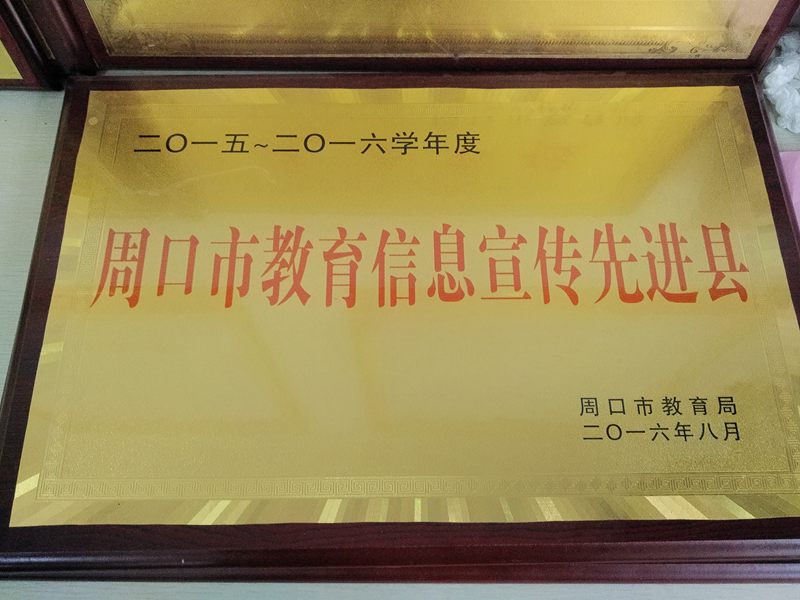 二〇一五~二〇一六学年度
周口市教育信息宣传先进县
周口市教育局
二〇一六年八月